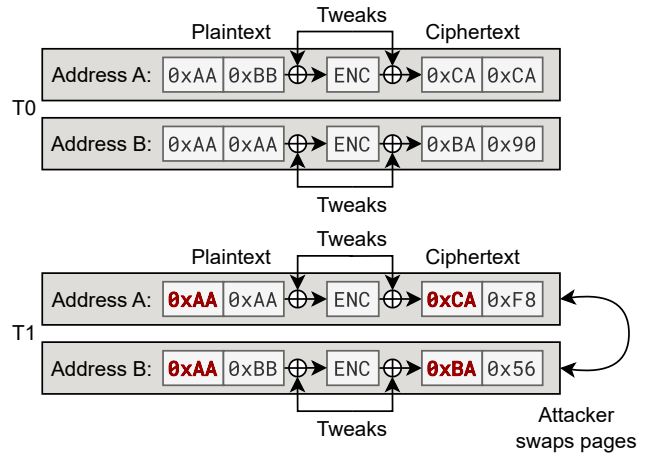 Tweaks
Plaintext Ciphertext
Address A: 0xAA 0xBB ENC 0xCA 0xCA
T0
Address B: 0xAA 0xAA ENC 0xBA 0x90
Tweaks
Tweaks
Plaintext Ciphertext
Address A: 0xAA 0xAA ENC 0xCA 0xF8
T1
Address B: 0xAA 0xBB ENC 0xBA 0x56
Tweaks
Attacker
swaps pages